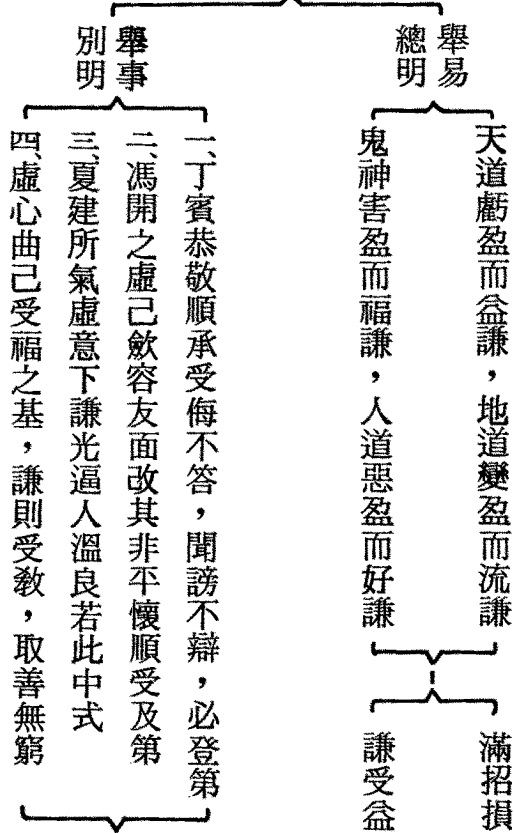 舉易
總明
天道虧盈而益謙，地道變盈而流謙
鬼神害盈而福謙，人道惡盈而好謙
滿招損
謙受益
舉事
別明
一、丁賓恭敬順承受侮不答，聞謗不辯，必登第
二、馮開之虛己斂容友面改其非平懷順受及第
三、夏建所氣虛意下謙光逼人溫良若此中式
四、虛心曲己受福之基，謙則受教，取善無窮